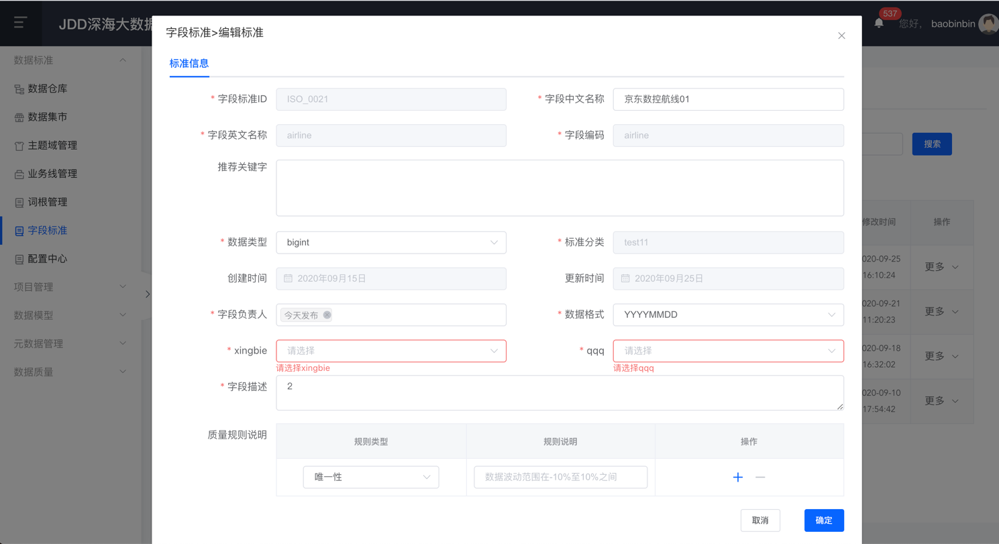 JDD深海大数据
537
您好，
baobinbin
数据标准
数据仓库
数据集市
主题域管理
业务线管理
词根管理
字段标准
配置中心
项目管理
数据模型
元数据管理
数据质量
字段标准>编辑标准
标准信息
* 字段标准ID ISO_0021
* 字段中文名称 京东数控航线01
* 字段英文名称 airline
* 字段编码 airline
推荐关键字
* 数据类型 bigint
* 标准分类 test11
创建时间 2020年09月15日
更新时间 2020年09月25日
* 字段负责人 今天发布
* 数据格式 YYYYMMDD
* xingbie 请选择
请选择xingbie
* qqq 请选择
请选择qqq
* 字段描述 2
质量规则说明
规则类型 规则说明 操作
唯一性 数据波动范围在-10%至10%之间
取消 确定
搜索
修改时间 操作
020-09-25
16:10:24
更多
020-09-21
11:20:23
更多
020-09-18
16:32:02
更多
020-09-10
17:54:42
更多